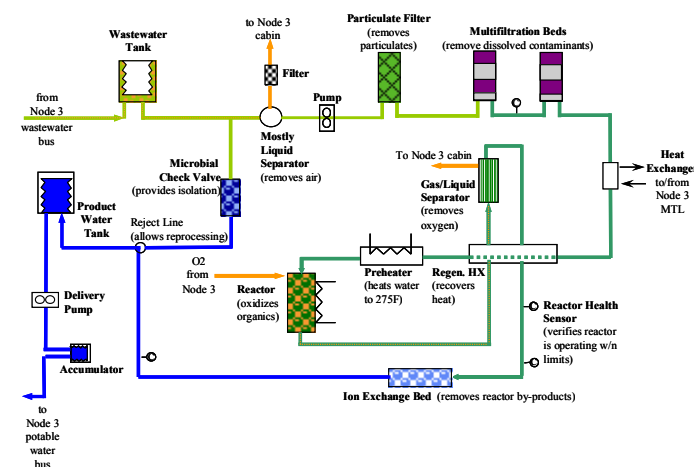 to Node 3
cabin
Wastewater
Tank
Filter
Particulate Filter
(removes
particulates)
Multifiltration Beds
(remove dissolved contaminants)
Pump
from
Node 3
wastewater
bus
Mostly
Liquid
Separator
(removes air)
Microbial
Check Valve
(provides isolation)
To Node 3 cabin
Gas/Liquid
Separator
(removes
oxygen)
Heat
Exchanger
to/from
Node 3
MTL
Product
Water
Tank
Reject Line
(allows reprocessing)
O2
from
Node 3
Reactor
(oxidizes
organics)
Preheater
(heats water
to 275F)
Regen. HX
(recovers
heat)
Delivery
Pump
Reactor Health
Sensor
(verifies reactor
is operating w/n
limits)
Accumulator
Ion Exchange Bed (removes reactor by-products)
to
Node 3
potable
water
bus